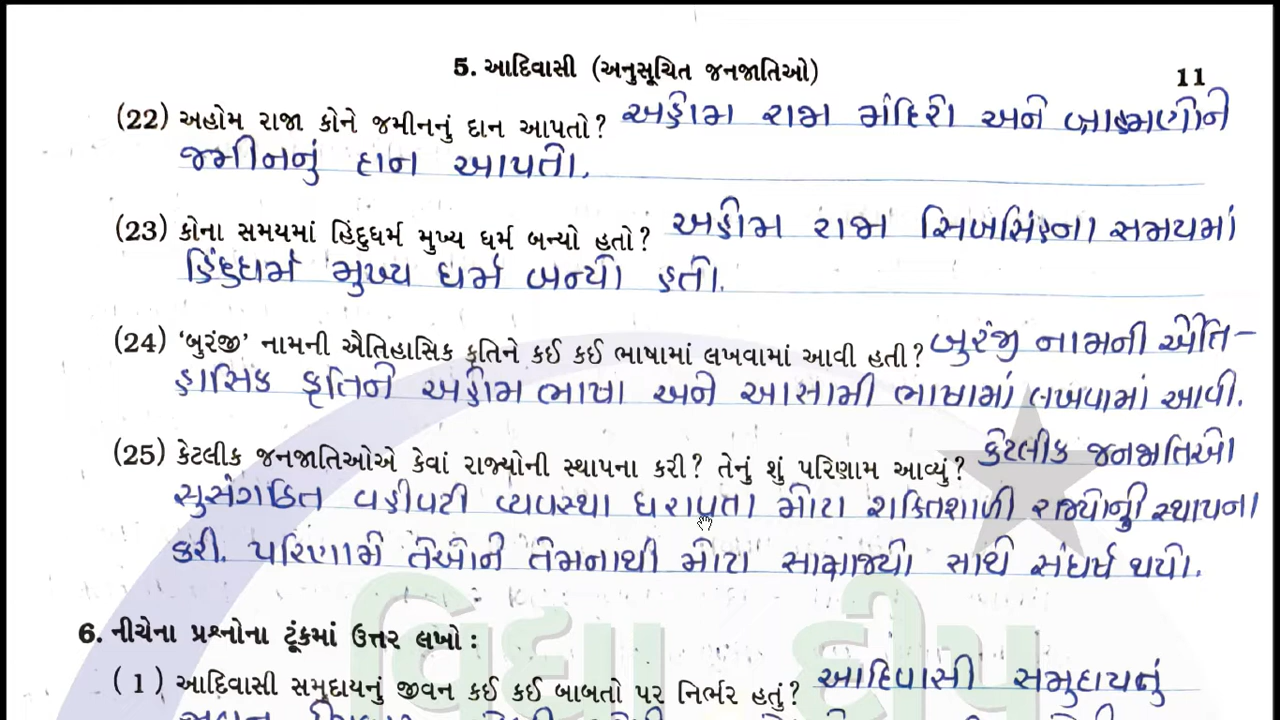 5. આદિવાસી (અનુસૂચિત જનજાતિઓ) 11
(22) અહોમ રાજા કોને જમીનનું દાન આપતો? અહોમ રાજા મંદિરો અને બ્રાહ્મણોને
જમીનનું દાન આપતો.
(23) કોના સમયમાં હિંદુધર્મ મુખ્ય ધર્મ બન્યો હતો? અહોમ રાજા સિબસિંહના સમયમાં
હિંદુધર્મ મુખ્ય ધર્મ બન્યો હતો.
(24) ‘બુરંજી’ નામની ઐતિહાસિક કૃતિને કઈ કઈ ભાષામાં લખવામાં આવી હતી? બુરંજી નામની ઐતિ-
હાસિક કૃતિને અહોમ ભાષા અને આસામી ભાષામાં લખવામાં આવી.
(25) કેટલીક જનજાતિઓએ કેવાં રાજ્યોની સ્થાપના કરી? તેનું શું પરિણામ આવ્યું? કેટલીક જનજાતિઓ
સુસંગઠિત વહીવટી વ્યવસ્થા ધરાવતા મોટા શક્તિશાળી રાજ્યોની સ્થાપના
કરી. પરિણામે તેઓને તેમનાથી મોટા સામ્રાજ્યો સાથે સંઘર્ષ થયો.
વિદ્યા દીપ
6. નીચેના પ્રશ્નોના ટૂંકમાં ઉત્તર લખો :
(1) આદિવાસી સમુદાયનું જીવન કઈ કઈ બાબતો પર નિર્ભર હતું? આદિવાસી સમુદાયનું